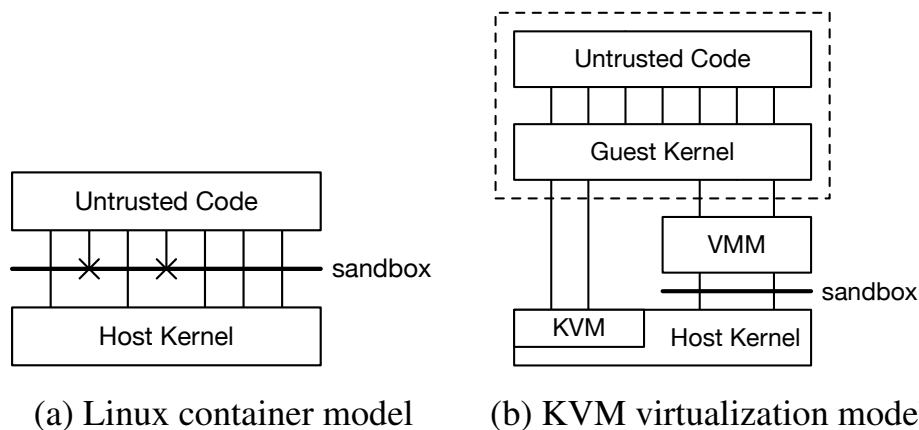 Untrusted Code
sandbox
Host Kernel
(a) Linux container model
Untrusted Code
Guest Kernel
VMM
sandbox
KVM
Host Kernel
(b) KVM virtualization mode